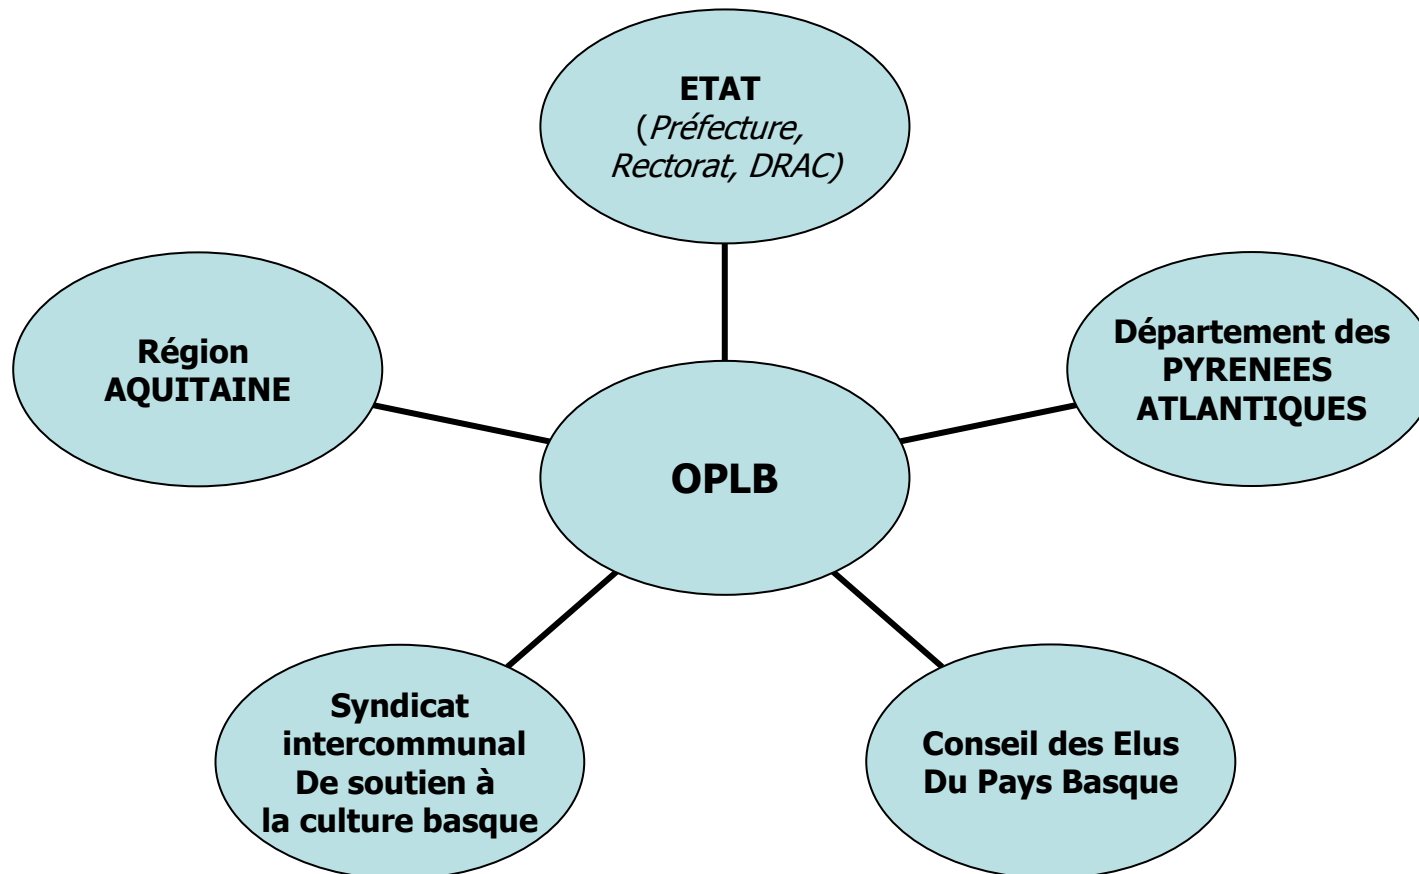 ETAT
(Préfecture,
Rectorat, DRAC)
Région
AQUITAINE
Département des
PYRENEES
ATLANTIQUES
OPLB
Syndicat
intercommunal
De soutien à
la culture basque
Conseil des Elus
Du Pays Basque